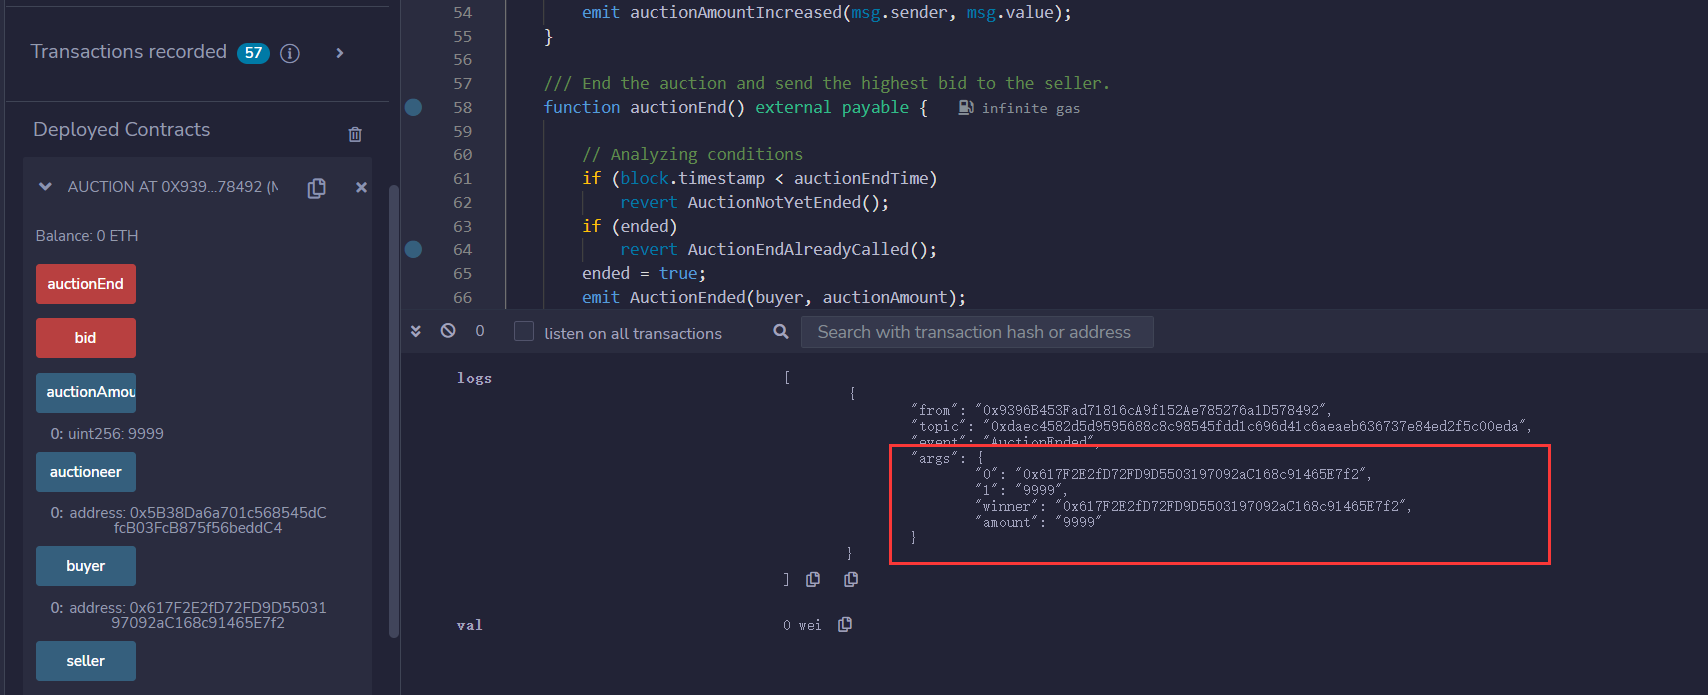 Transactions recorded 57
Deployed Contracts
AUCTION AT 0X939...78492 (M
Balance: 0 ETH
auctionEnd
bid
auctionAmou
0: uint256: 9999
auctioneer
0: address: 0x5B38Da6a701c568545dC
fcB03FcB875f56beddC4
buyer
0: address: 0x617F2E2fD72FD9D55031
97092aC168c91465E7f2
seller
54 emit auctionAmountIncreased(msg.sender, msg.value);
55 }
56
57 /// End the auction and send the highest bid to the seller.
58 function auctionEnd() external payable { infinite gas
59
60 // Analyzing conditions
61 if (block.timestamp < auctionEndTime)
62 revert AuctionNotYetEnded();
63 if (ended)
64 revert AuctionEndAlreadyCalled();
65 ended = true;
66 emit AuctionEnded(buyer, auctionAmount);
0 listen on all transactions Search with transaction hash or address
logs [
{
"from": "0x9396B453Fad71816cA9f152Ae785276a1D578492",
"topic": "0xdaec4582d5d9595688c8c98545fdd1c696d41c6aeaeb636737e84ed2f5c00eda",
"event": "AuctionEnded",
"args": {
"0": "0x617F2E2fD72FD9D5503197092aC168c91465E7f2",
"1": "9999",
"winner": "0x617F2E2fD72FD9D5503197092aC168c91465E7f2",
"amount": "9999"
}
}
]
val 0 wei